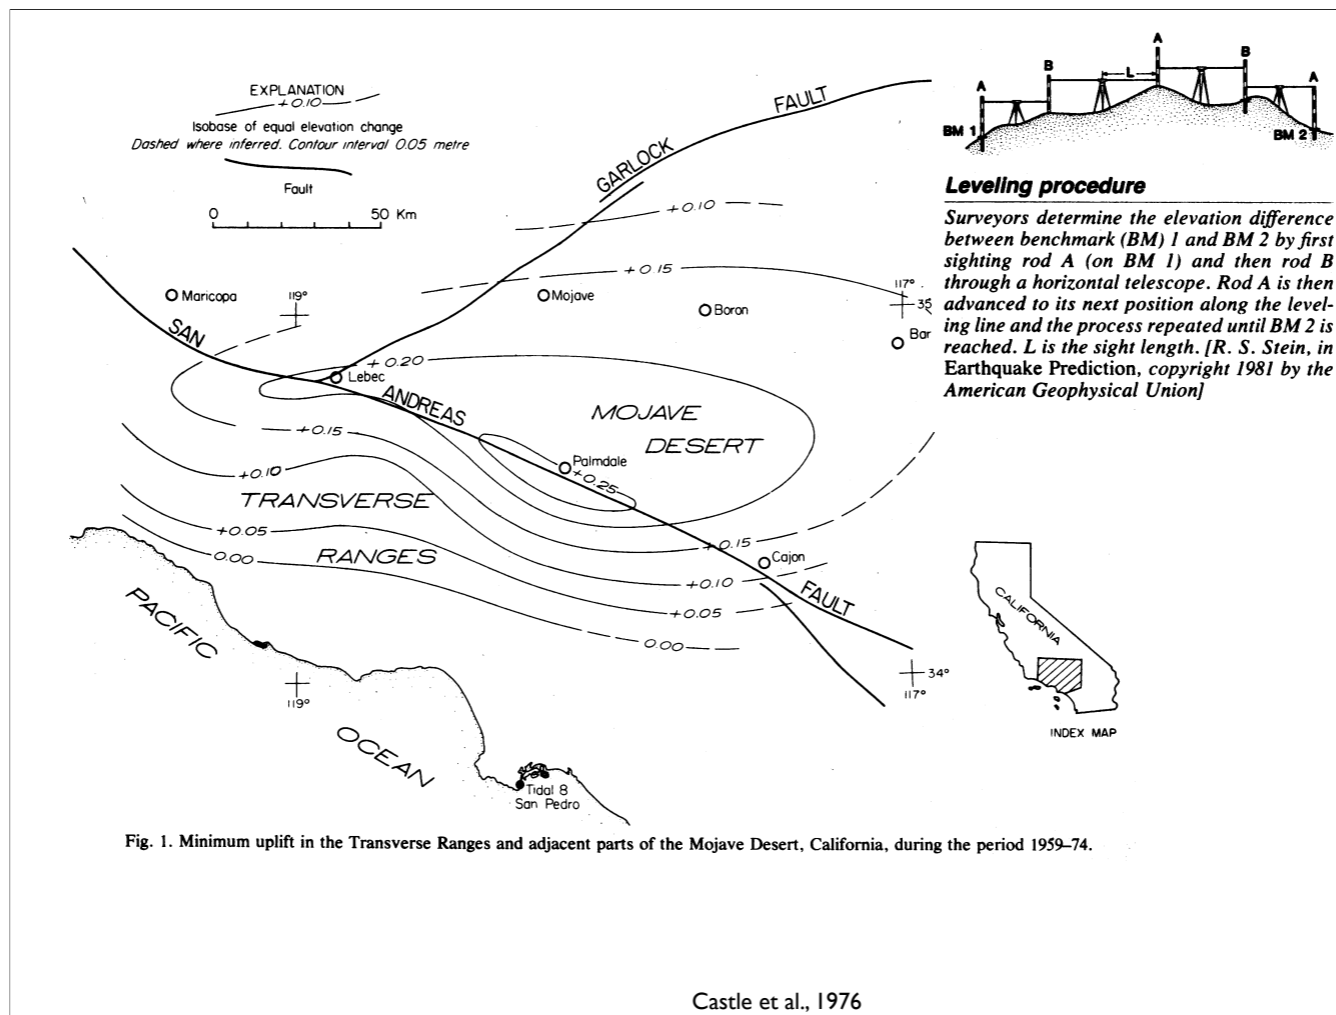 EXPLANATION
+0.10
Isobase of equal elevation change
Dashed where inferred. Contour interval 0.05 metre
Fault
0 50 Km
GARLOCK FAULT
+0.10
+0.15
Maricopa
119°
Mojave
Boron
117°
35
Bar
SAN ANDREAS FAULT
Lebec
+0.20
MOJAVE
DESERT
+0.15
+0.10
Palmdale
+0.25
TRANSVERSE
RANGES
+0.05
0.00
+0.15
Cajon
+0.10
+0.05
0.00
34°
117°
119°
PACIFIC
OCEAN
Tidal 8
San Pedro
A
B
A
B
A
L
BM 1
BM 2
Leveling procedure
Surveyors determine the elevation difference
between benchmark (BM) 1 and BM 2 by first
sighting rod A (on BM 1) and then rod B
through a horizontal telescope. Rod A is then
advanced to its next position along the level-
ing line and the process repeated until BM 2 is
reached. L is the sight length. [R. S. Stein, in
Earthquake Prediction, copyright 1981 by the
American Geophysical Union]
CALIFORNIA
INDEX MAP
Fig. 1. Minimum uplift in the Transverse Ranges and adjacent parts of the Mojave Desert, California, during the period 1959–74.
Castle et al., 1976